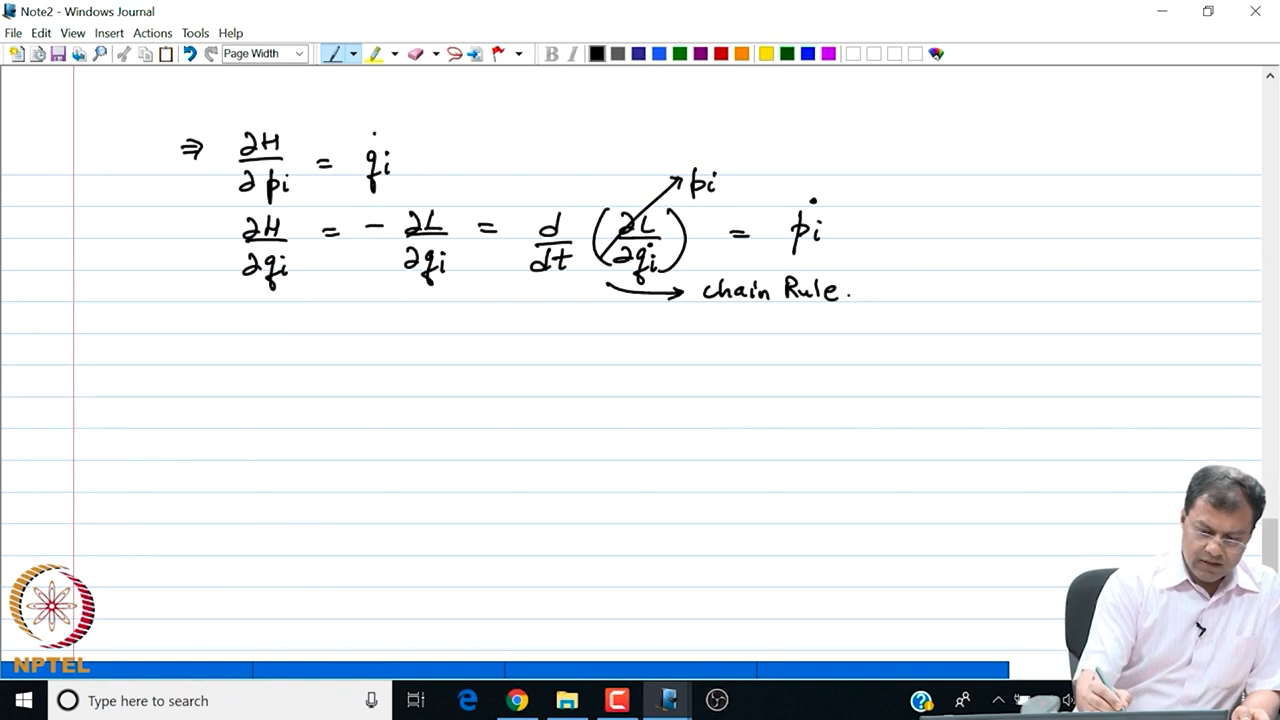 Note2 - Windows Journal
File Edit View Insert Actions Tools Help
Page Width
⇒ ∂H/∂pi = q̇i
∂H/∂qi = - ∂L/∂qi = d/dt (∂L/∂q̇i) = ṗi
pi
chain Rule.
NPTEL
Type here to search